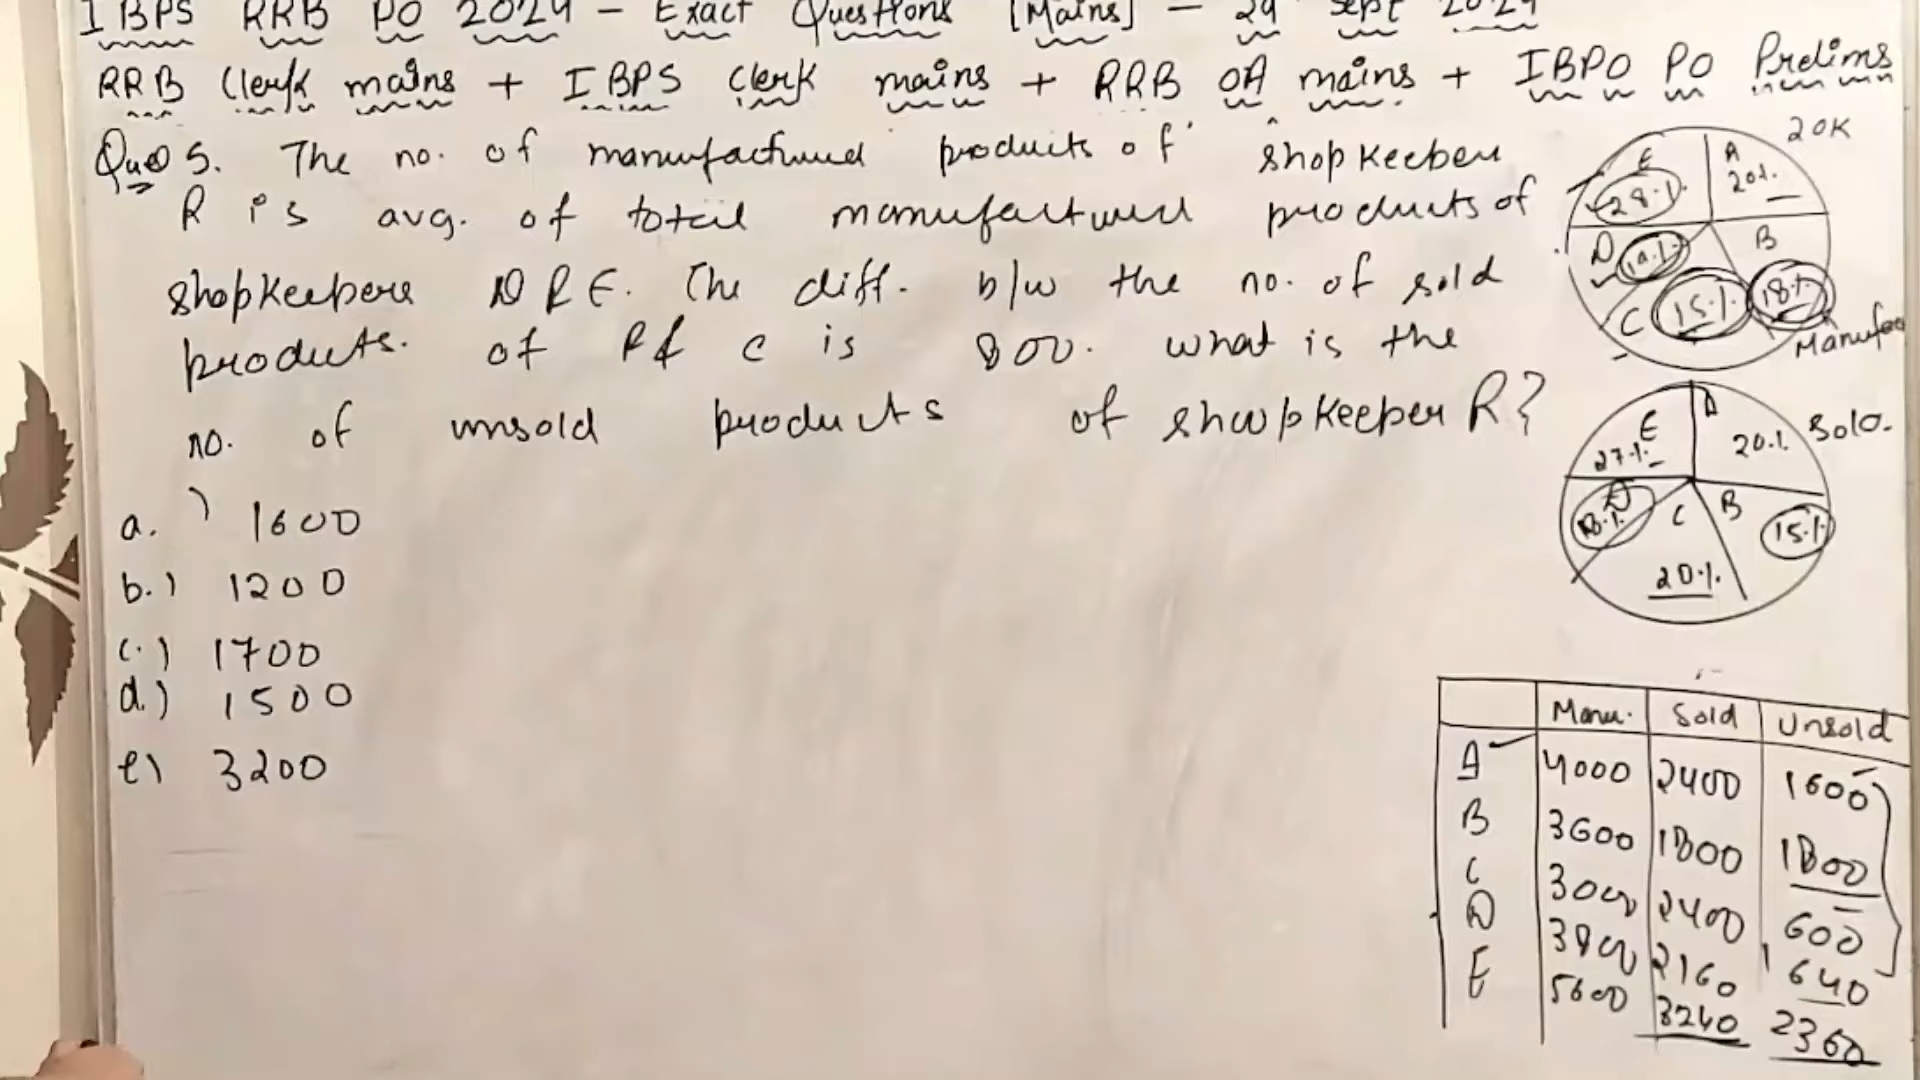 IBPS RRB PO 2024 - Exact Questions [Mains] - 29 Sept 2024
RRB Clerk mains + IBPS Clerk mains + RRB OA mains + IBPO PO Prelims
Ques 5. The no. of manufactured products of shopkeeper
R is avg. of total manufactured products of
shopkeepers D & E. The diff. b/w the no. of sold
products. of R & C is 800. what is the
no. of unsold products of shopkeeper R?
a.) 1600
b.) 1200
c.) 1700
d.) 1500
e) 3200
20K
E 28%
A 20%
D 19%
B 18%
C 15%
Manufac
Sold.
E 27%
A 20%
D 18%
C 20%
B 15%
Manu. Sold Unsold
A 4000 2400 1600
B 3600 1800 1800
C 3000 2400 600
D 3800 2160 1640
E 5600 3240 2360